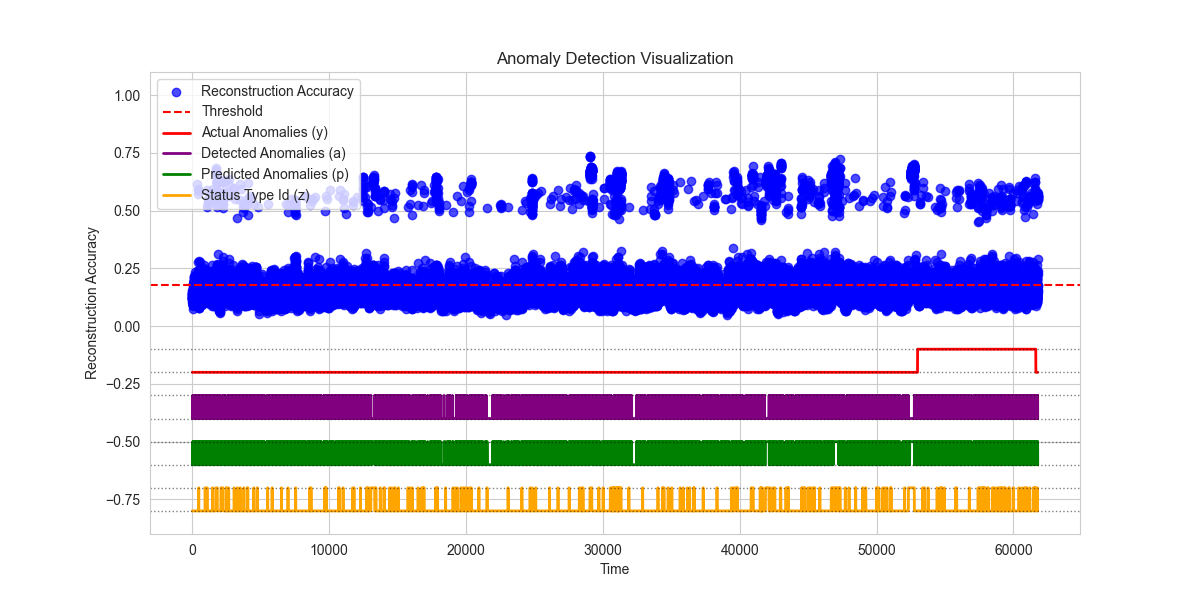 Anomaly Detection Visualization
Reconstruction Accuracy
Threshold
Actual Anomalies (y)
Detected Anomalies (a)
Predicted Anomalies (p)
Status Type Id (z)
Reconstruction Accuracy
1.00
0.75
0.50
0.25
0.00
−0.25
−0.50
−0.75
0
10000
20000
30000
40000
50000
60000
Time